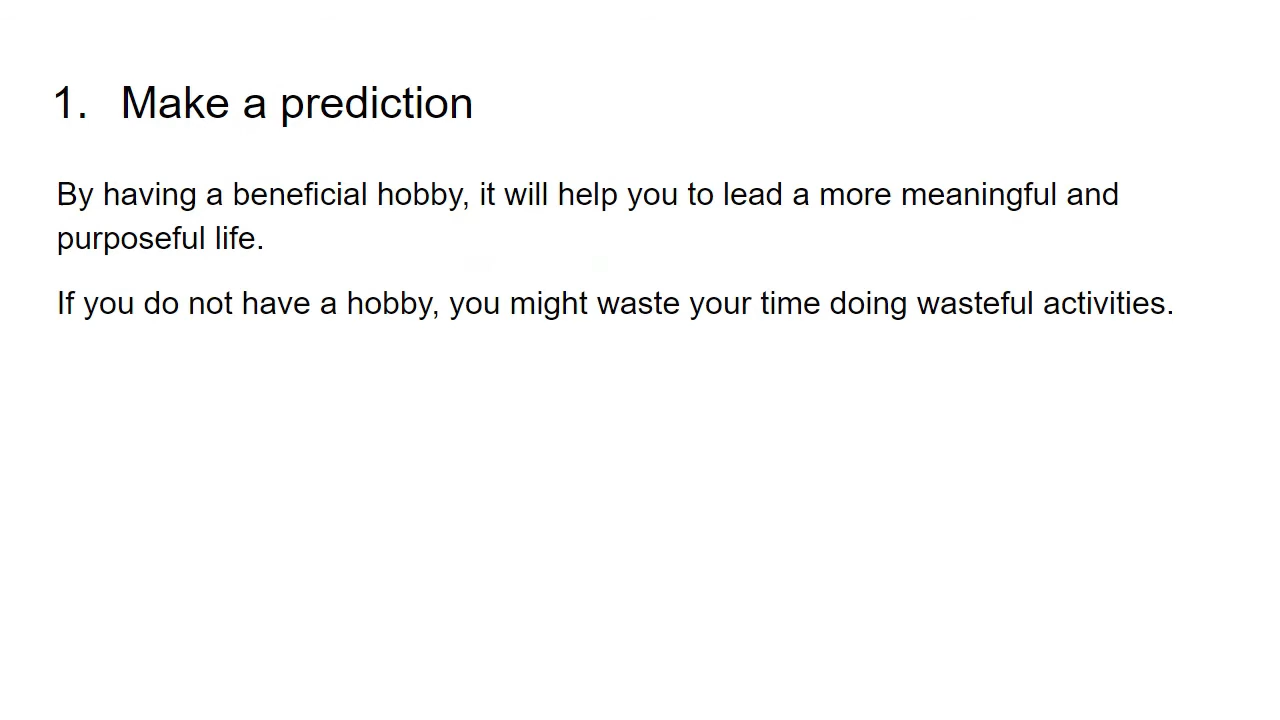 1. Make a prediction
By having a beneficial hobby, it will help you to lead a more meaningful and
purposeful life.
If you do not have a hobby, you might waste your time doing wasteful activities.